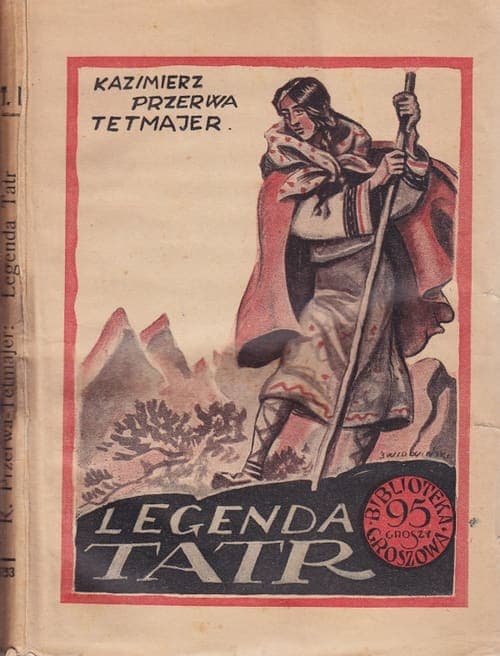 KAZIMIERZ
PRZERWA
TETMAJER.
LEGENDA
TATR
BIBLIOTEKA
95
GROSZY
GROSZOWA
K. Przerwa-Tetmajer: Legenda Tatr
T. I